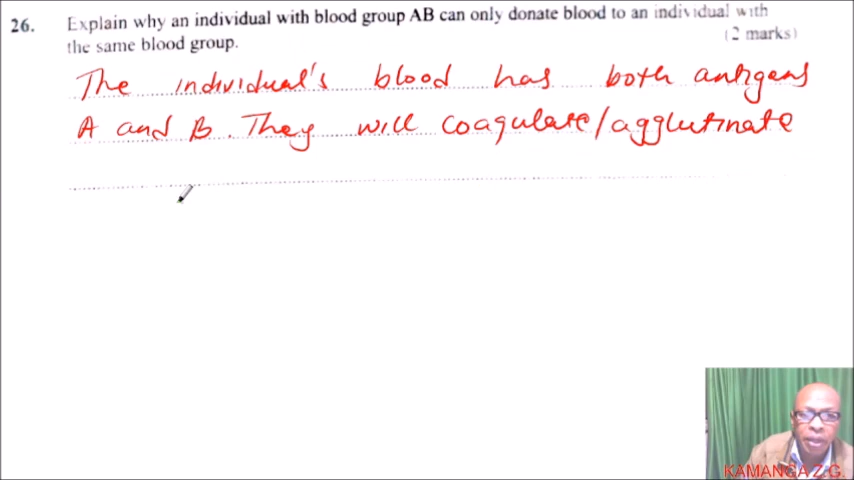 26. Explain why an individual with blood group AB can only donate blood to an individual with
the same blood group. (2 marks)
The individual's blood has both antigens
A and B. They will coagulate/agglutinate
KAMANGA Z.G.